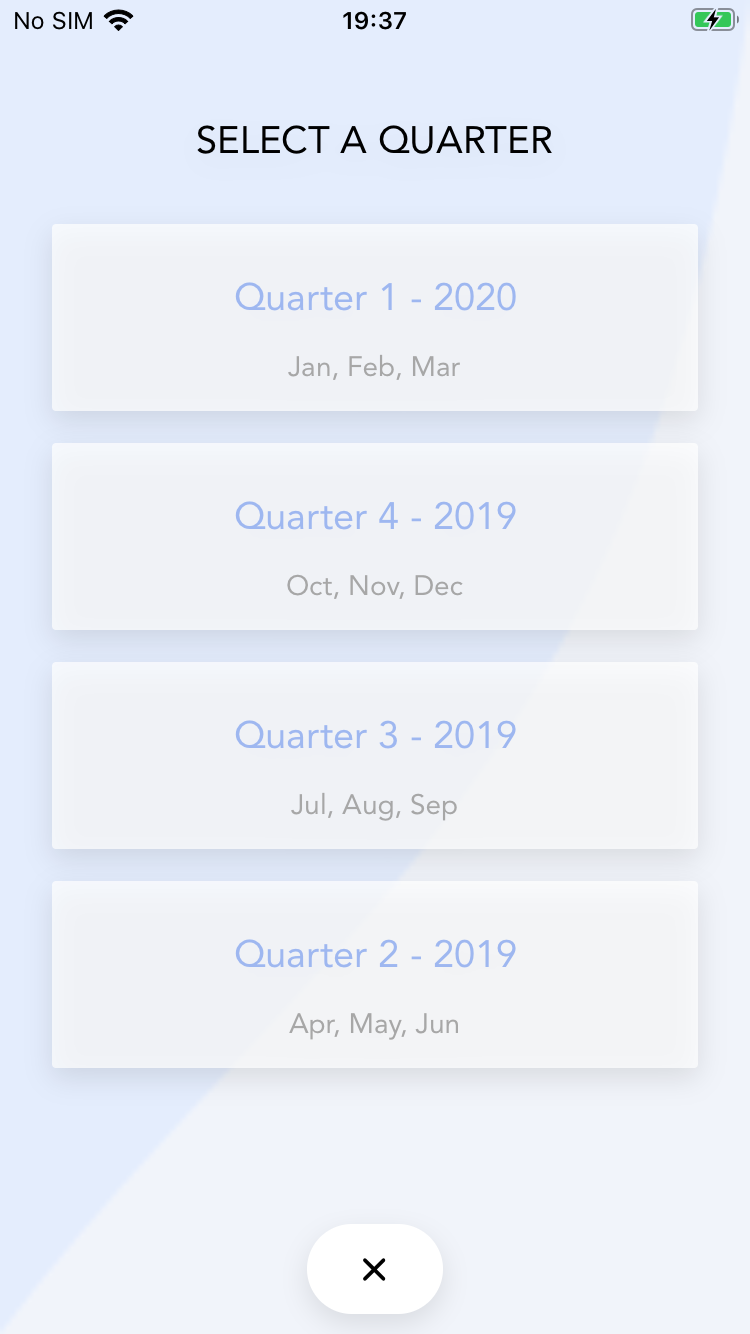 No SIM 19:37
SELECT A QUARTER
Quarter 1 - 2020
Jan, Feb, Mar
Quarter 4 - 2019
Oct, Nov, Dec
Quarter 3 - 2019
Jul, Aug, Sep
Quarter 2 - 2019
Apr, May, Jun